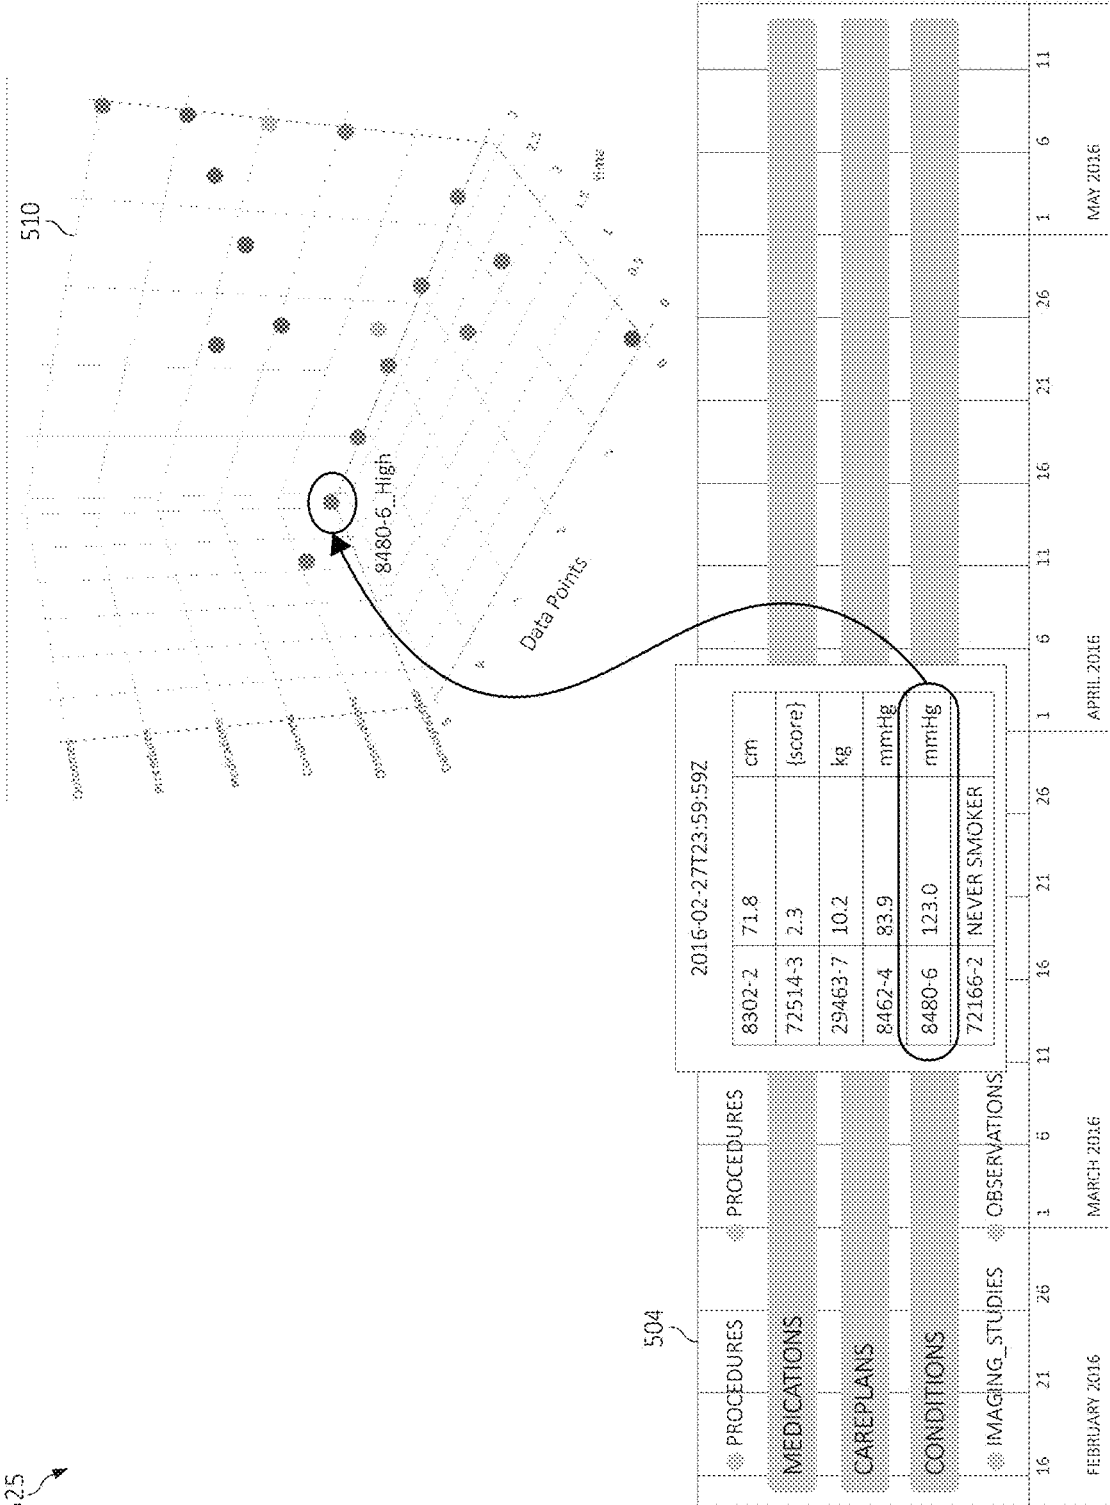 510
time
8480-6_High
Data Points
504
2016-02-27T23:59:59Z
8302-2 71.8 cm
72514-3 2.3 {score}
29463-7 10.2 kg
8462-4 83.9 mmHg
8480-6 123.0 mmHg
72166-2 NEVER SMOKER
PROCEDURES PROCEDURES
MEDICATIONS
CAREPLANS
CONDITIONS
IMAGING_STUDIES OBSERVATIONS
16 21 26 1 6 11 16 21 26 1 6 11 16 21 26 1 6 11
FEBRUARY 2016 MARCH 2016 APRIL 2016 MAY 2016